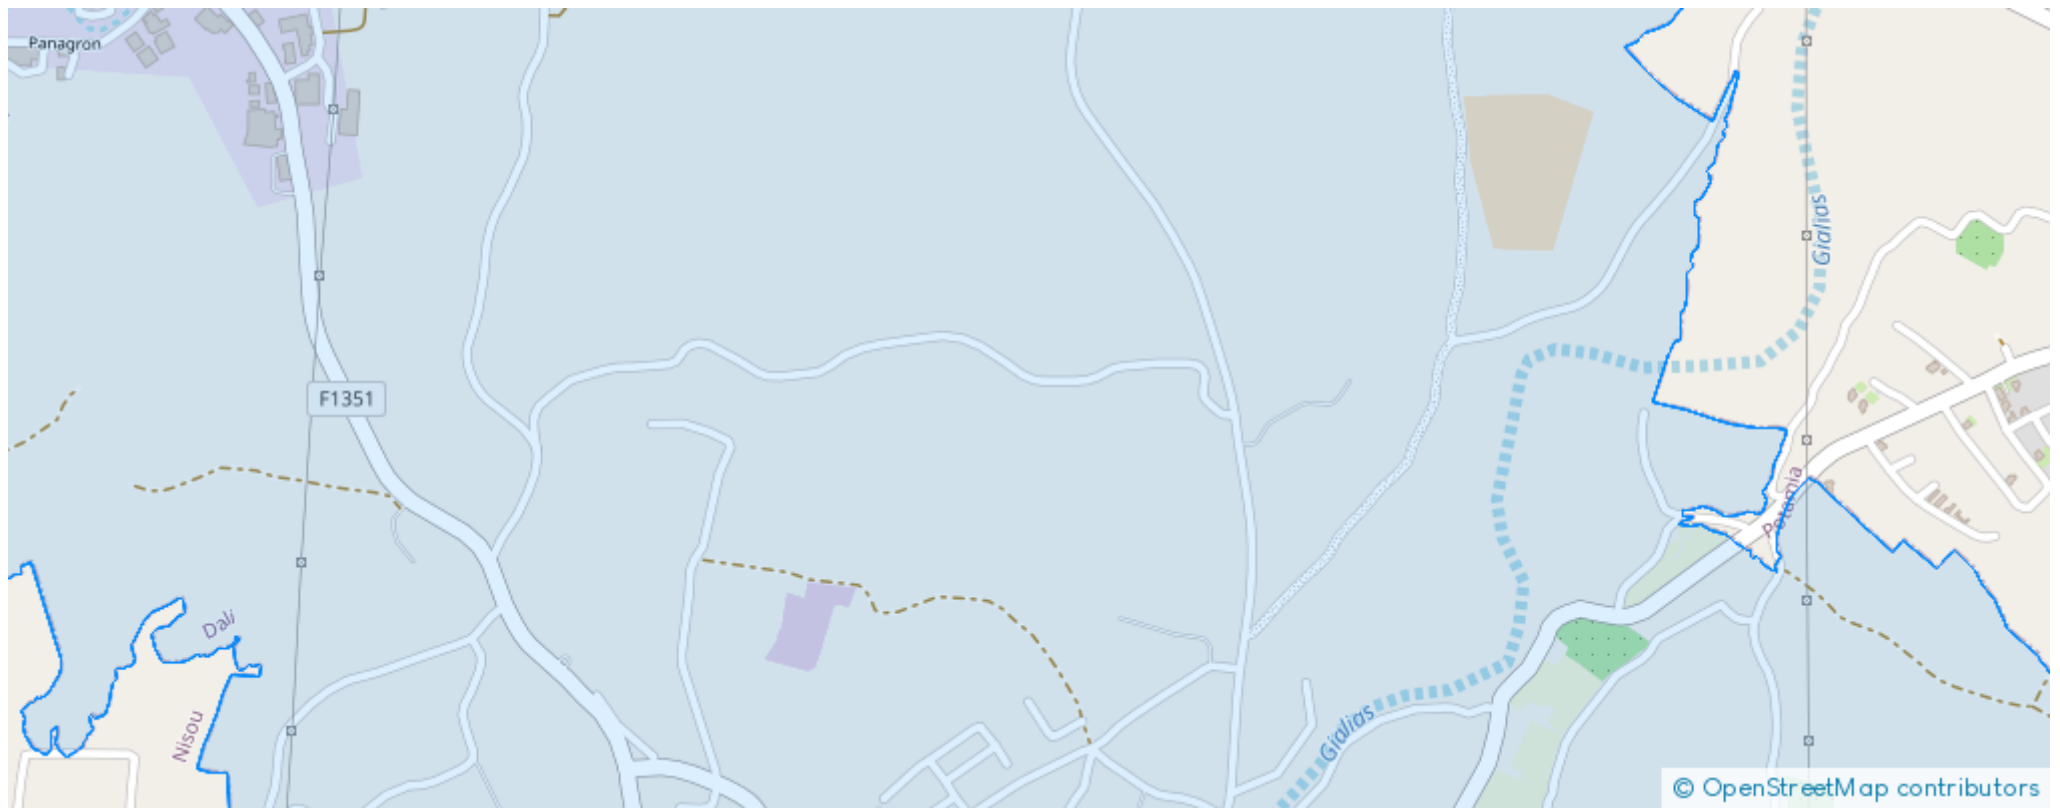 Panagron
Gialias
F1351
Potamia
Dali
Nisou
Gialias
© OpenStreetMap contributors